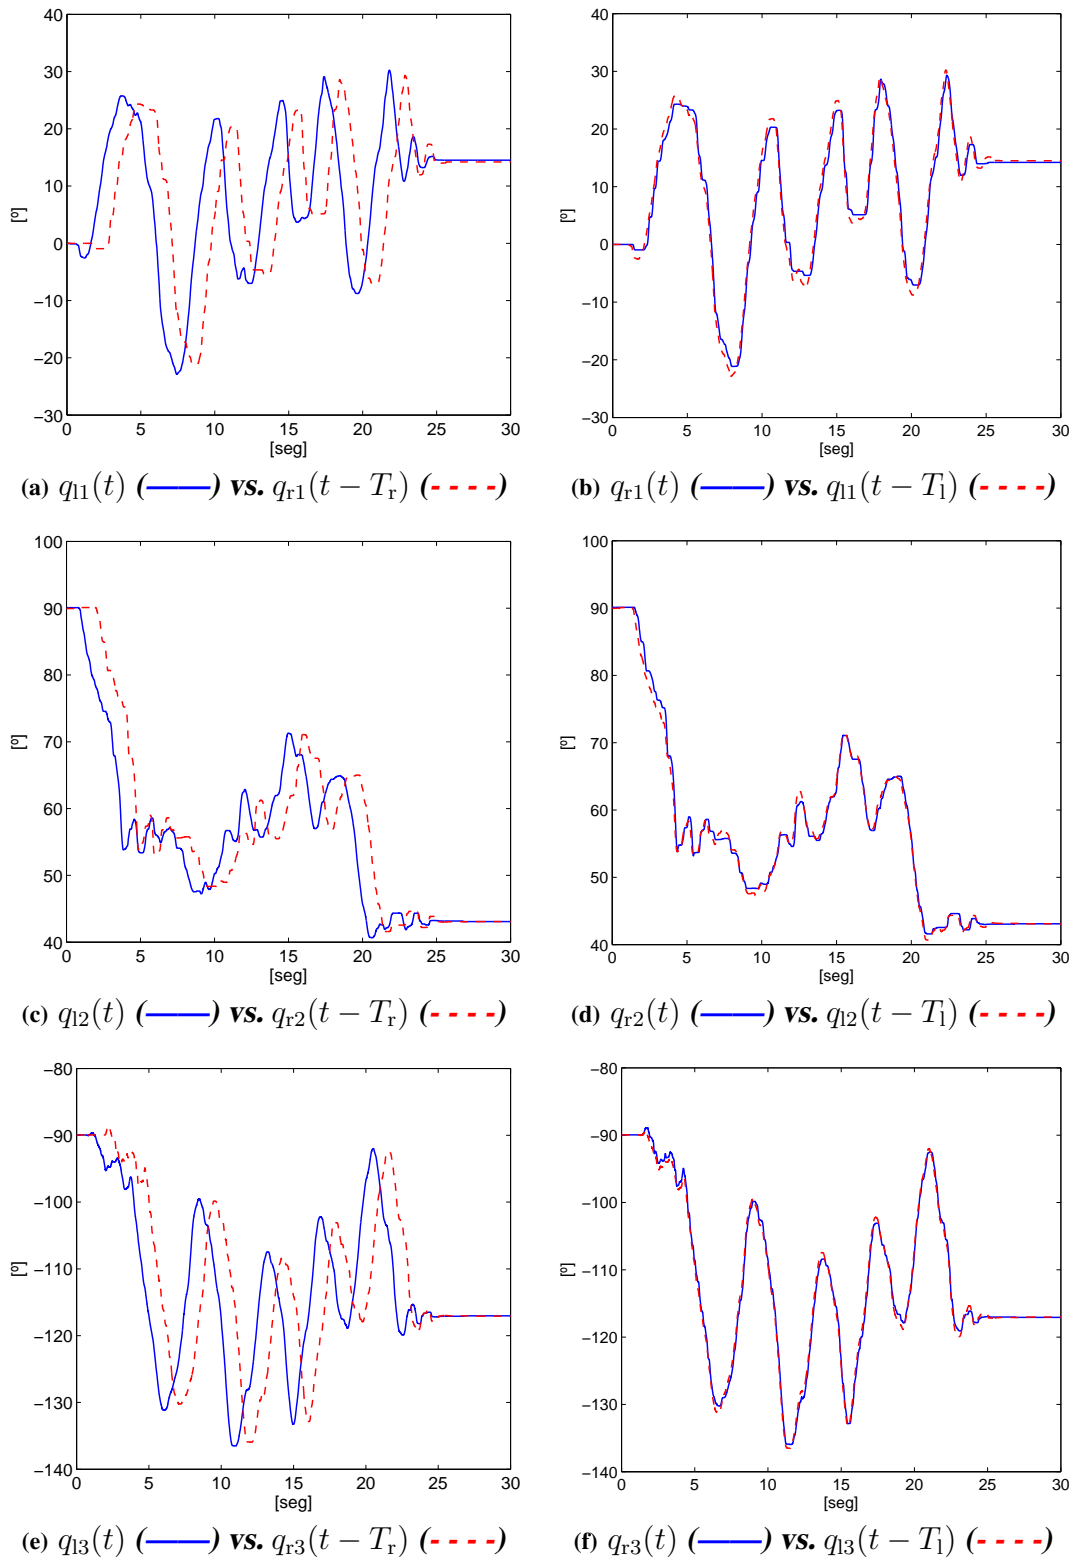 40
30
20
10
0
−10
−20
−30
[º]
0 5 10 15 20 25 30
[seg]
(a) q_l1(t) (——) vs. q_r1(t − T_r) (- - - -)
40
30
20
10
0
−10
−20
−30
[º]
0 5 10 15 20 25 30
[seg]
(b) q_r1(t) (——) vs. q_l1(t − T_l) (- - - -)
100
90
80
70
60
50
40
[º]
0 5 10 15 20 25 30
[seg]
(c) q_l2(t) (——) vs. q_r2(t − T_r) (- - - -)
100
90
80
70
60
50
40
[º]
0 5 10 15 20 25 30
[seg]
(d) q_r2(t) (——) vs. q_l2(t − T_l) (- - - -)
−80
−90
−100
−110
−120
−130
−140
[º]
0 5 10 15 20 25 30
[seg]
(e) q_l3(t) (——) vs. q_r3(t − T_r) (- - - -)
−80
−90
−100
−110
−120
−130
−140
[º]
0 5 10 15 20 25 30
[seg]
(f) q_r3(t) (——) vs. q_l3(t − T_l) (- - - -)